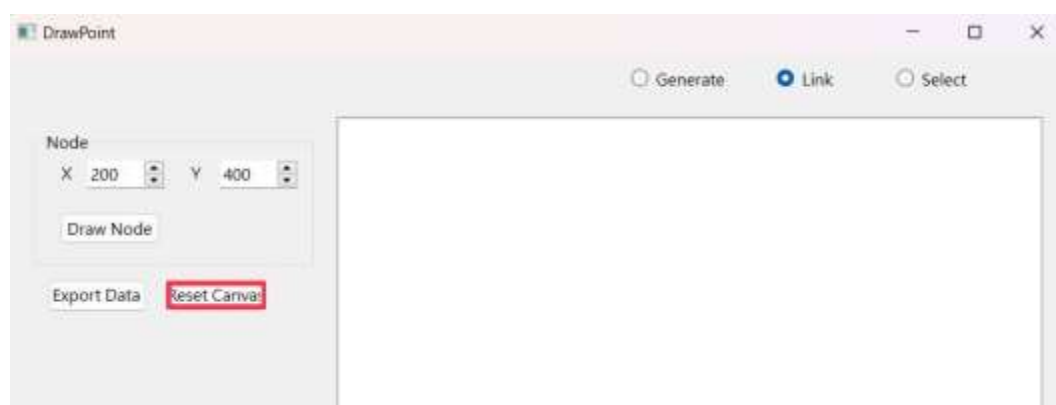 DrawPoint
Generate Link Select
Node
X 200 Y 400
Draw Node
Export Data Reset Canvas